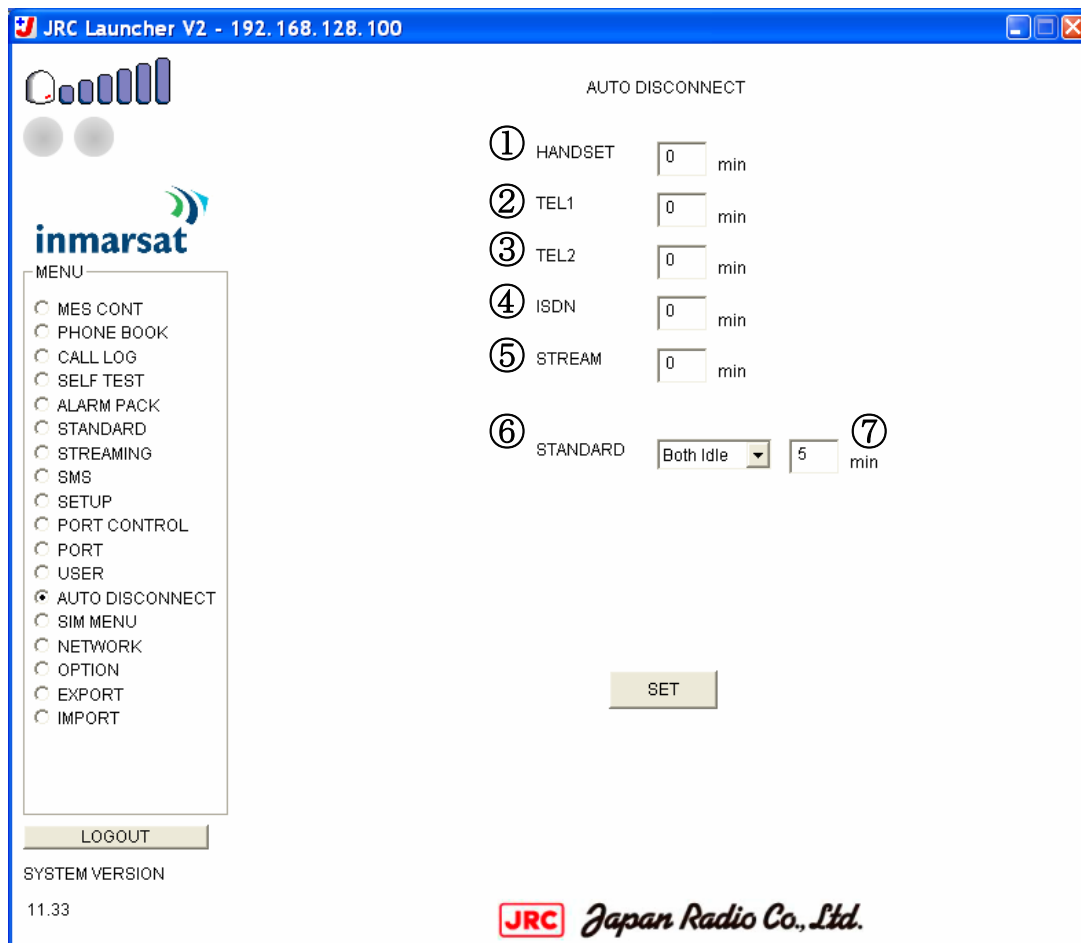 JRC Launcher V2 - 192.168.128.100
AUTO DISCONNECT
① HANDSET 0 min
② TEL1 0 min
③ TEL2 0 min
④ ISDN 0 min
⑤ STREAM 0 min
⑥ STANDARD Both Idle 5 ⑦ min
SET
inmarsat
MENU
MES CONT
PHONE BOOK
CALL LOG
SELF TEST
ALARM PACK
STANDARD
STREAMING
SMS
SETUP
PORT CONTROL
PORT
USER
AUTO DISCONNECT
SIM MENU
NETWORK
OPTION
EXPORT
IMPORT
LOGOUT
SYSTEM VERSION
11.33
JRC Japan Radio Co., Ltd.